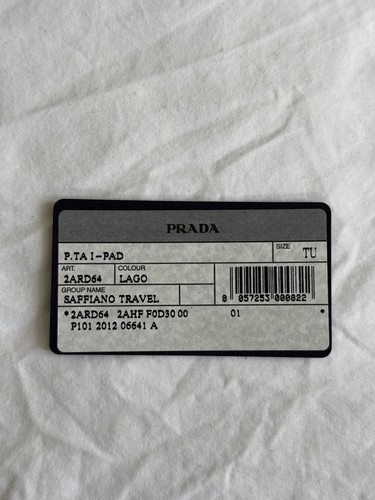 PRADA
P.TA I-PAD
SIZE
TU
ART.
2ARD64
COLOUR
LAGO
GROUP NAME
SAFFIANO TRAVEL
8 057253 000822
*2ARD64 2AHF F0D30 00 01 *
P101 2012 06641 A